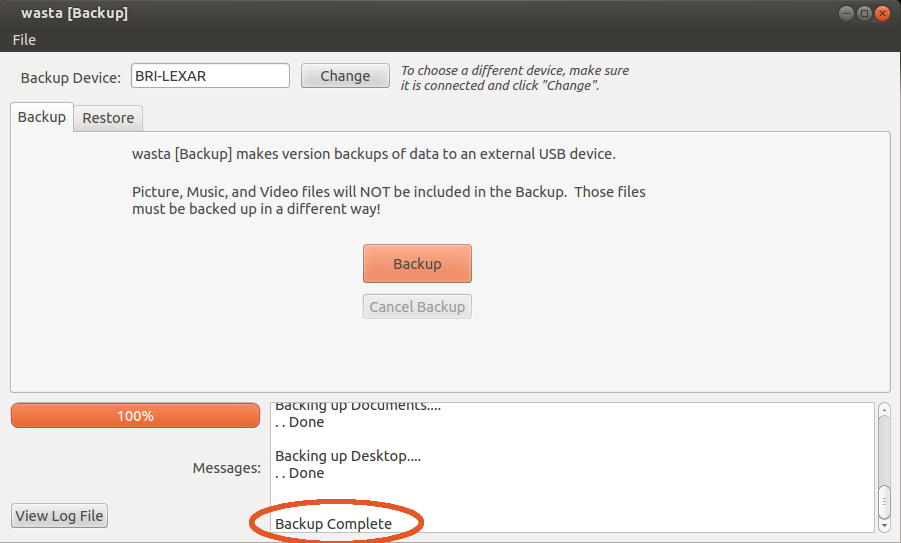 wasta [Backup]
File
Backup Device:
BRI-LEXAR
Change
To choose a different device, make sure
it is connected and click "Change".
Backup
Restore
wasta [Backup] makes version backups of data to an external USB device.
Picture, Music, and Video files will NOT be included in the Backup.  Those files
must be backed up in a different way!
Backup
Cancel Backup
100%
Messages:
View Log File
Backing up Documents....
. . Done
Backing up Desktop....
. . Done
Backup Complete